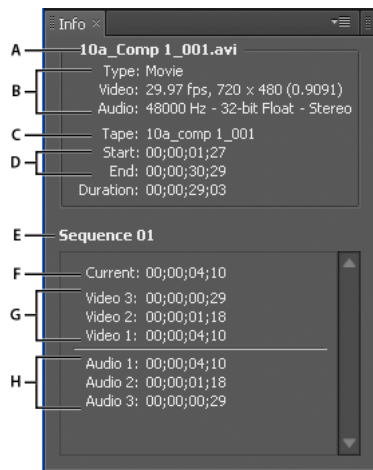 Info ×
A 10a_Comp 1_001.avi
Type: Movie
B Video: 29.97 fps, 720 x 480 (0.9091)
Audio: 48000 Hz - 32-bit Float - Stereo
C Tape: 10a_comp 1_001
Start: 00;00;01;27
D End: 00;00;30;29
Duration: 00;00;29;03
E Sequence 01
F Current: 00;00;04;10
Video 3: 00;00;00;29
G Video 2: 00;00;01;18
Video 1: 00;00;04;10
Audio 1: 00;00;04;10
H Audio 2: 00;00;01;18
Audio 3: 00;00;00;29